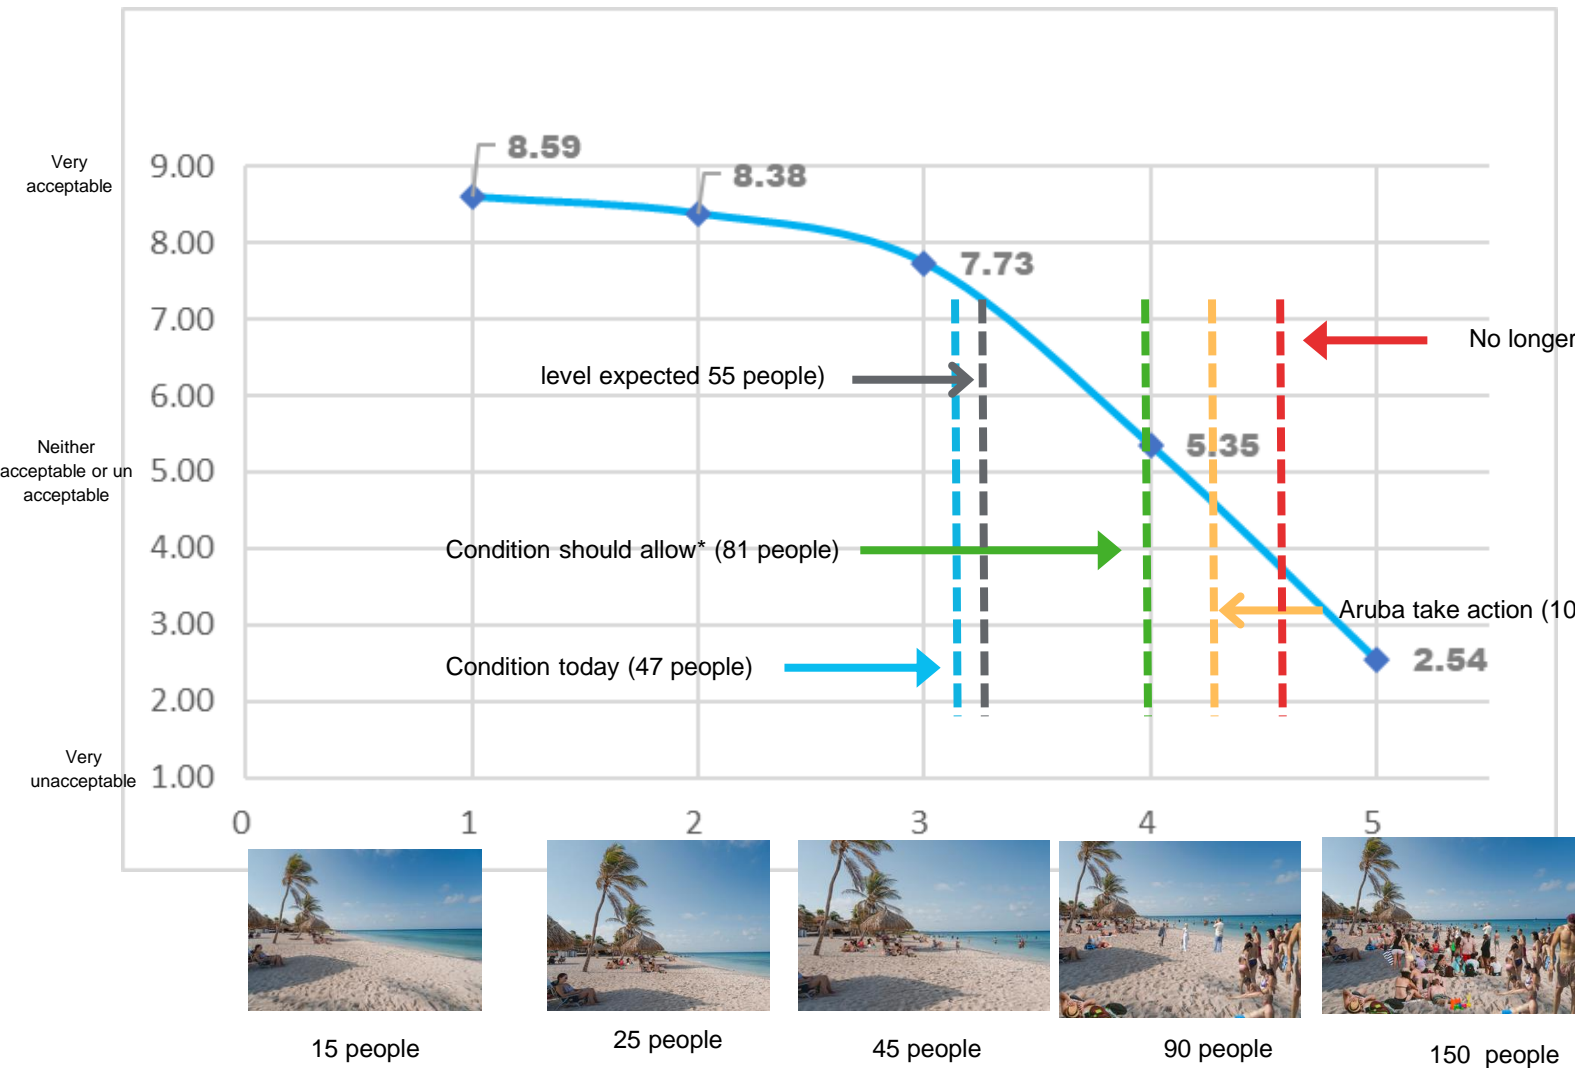 8.59
Very
acceptable
9.00
8.38
8.00
7.73
7.00
No longer
level expected 55 people)
6.00
Neither
acceptable or un
acceptable
5.35
5.00
Condition should allow* (81 people)
4.00
Aruba take action (10
3.00
Condition today (47 people)
2.54
2.00
Very
unacceptable
1.00
0 1 2 3 4 5
15 people
25 people
45 people
90 people
150 people